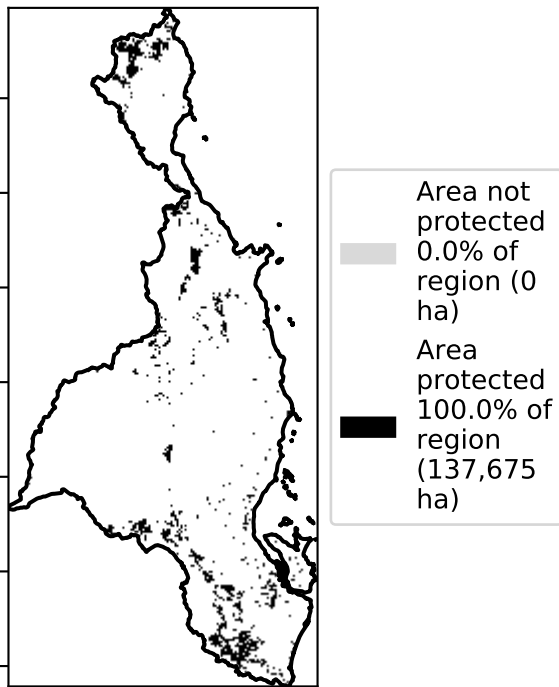 Area not
protected
0.0% of
region (0
ha)
Area
protected
100.0% of
region
(137,675
ha)